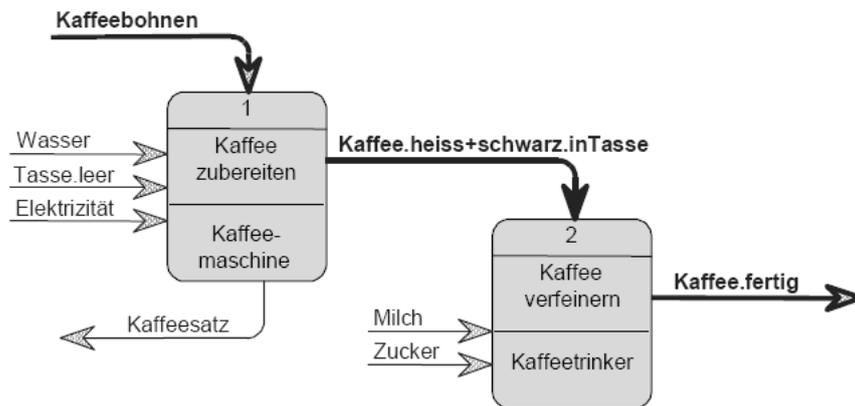 Kaffeebohnen
1
Kaffee
zubereiten
Kaffee-
maschine
Wasser
Tasse.leer
Elektrizität
Kaffeesatz
Kaffee.heiss+schwarz.inTasse
2
Kaffee
verfeinern
Kaffeetrinker
Milch
Zucker
Kaffee.fertig